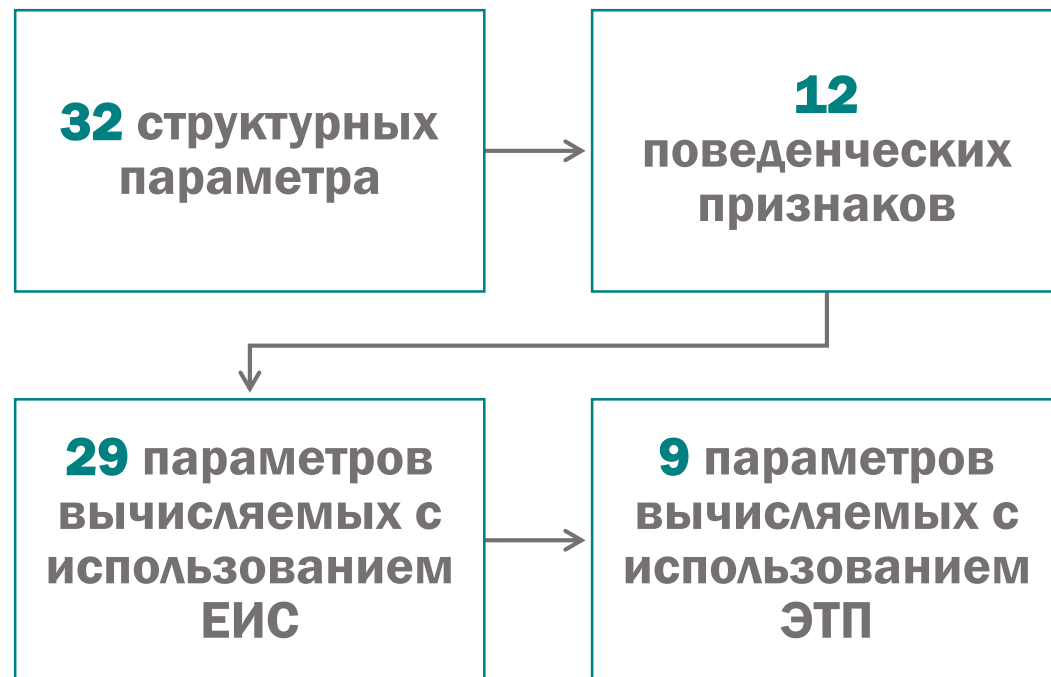 32 структурных
параметра
12
поведенческих
признаков
29 параметров
вычисляемых с
использованием
ЕИС
9 параметров
вычисляемых с
использованием
ЭТП